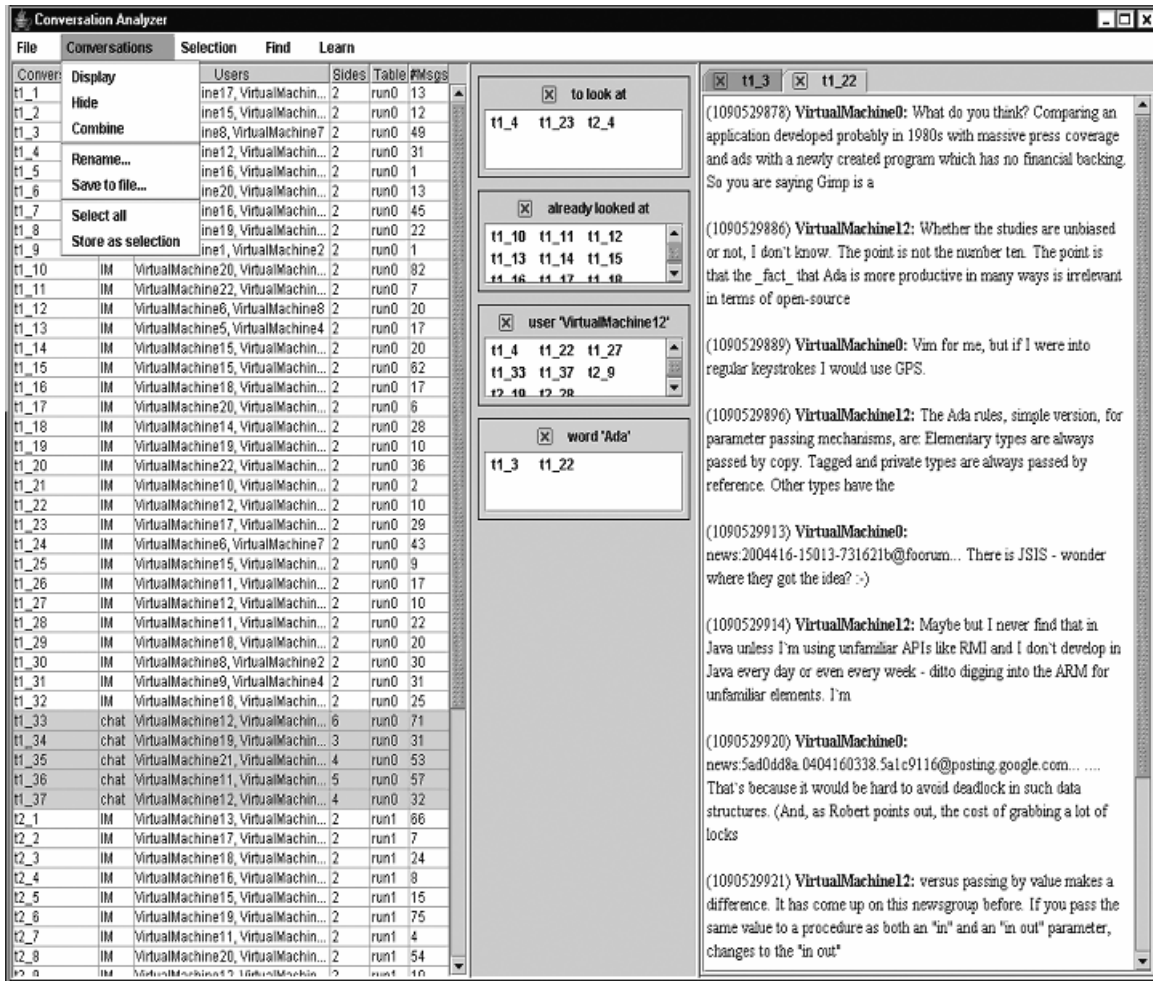 Conversation Analyzer
File Conversations Selection Find Learn
Display
Hide
Combine
Rename...
Save to file...
Select all
Store as selection
Convers Users Sides Table #Msgs
t1_1 ine17, VirtualMachin... 2 run0 13
t1_2 ine15, VirtualMachin... 2 run0 12
t1_3 ine8, VirtualMachine7 2 run0 49
t1_4 ine12, VirtualMachin... 2 run0 31
t1_5 ine16, VirtualMachin... 2 run0 1
t1_6 ine20, VirtualMachin... 2 run0 13
t1_7 ine16, VirtualMachin... 2 run0 45
t1_8 ine19, VirtualMachin... 2 run0 22
t1_9 ine1, VirtualMachine2 2 run0 1
t1_10 IM VirtualMachine20, VirtualMachin... 2 run0 82
t1_11 IM VirtualMachine22, VirtualMachin... 2 run0 7
t1_12 IM VirtualMachine6, VirtualMachine8 2 run0 20
t1_13 IM VirtualMachine5, VirtualMachine4 2 run0 17
t1_14 IM VirtualMachine15, VirtualMachin... 2 run0 20
t1_15 IM VirtualMachine15, VirtualMachin... 2 run0 62
t1_16 IM VirtualMachine18, VirtualMachin... 2 run0 17
t1_17 IM VirtualMachine20, VirtualMachin... 2 run0 6
t1_18 IM VirtualMachine14, VirtualMachin... 2 run0 28
t1_19 IM VirtualMachine19, VirtualMachin... 2 run0 10
t1_20 IM VirtualMachine22, VirtualMachin... 2 run0 36
t1_21 IM VirtualMachine10, VirtualMachin... 2 run0 2
t1_22 IM VirtualMachine12, VirtualMachin... 2 run0 10
t1_23 IM VirtualMachine17, VirtualMachin... 2 run0 29
t1_24 IM VirtualMachine6, VirtualMachine7 2 run0 43
t1_25 IM VirtualMachine15, VirtualMachin... 2 run0 9
t1_26 IM VirtualMachine11, VirtualMachin... 2 run0 17
t1_27 IM VirtualMachine12, VirtualMachin... 2 run0 10
t1_28 IM VirtualMachine11, VirtualMachin... 2 run0 22
t1_29 IM VirtualMachine18, VirtualMachin... 2 run0 20
t1_30 IM VirtualMachine8, VirtualMachine2 2 run0 30
t1_31 IM VirtualMachine9, VirtualMachine4 2 run0 31
t1_32 IM VirtualMachine18, VirtualMachin... 2 run0 25
t1_33 chat VirtualMachine12, VirtualMachin... 6 run0 71
t1_34 chat VirtualMachine19, VirtualMachin... 3 run0 31
t1_35 chat VirtualMachine21, VirtualMachin... 4 run0 53
t1_36 chat VirtualMachine11, VirtualMachin... 5 run0 57
t1_37 chat VirtualMachine12, VirtualMachin... 4 run0 32
t2_1 IM VirtualMachine13, VirtualMachin... 2 run1 66
t2_2 IM VirtualMachine17, VirtualMachin... 2 run1 7
t2_3 IM VirtualMachine18, VirtualMachin... 2 run1 24
t2_4 IM VirtualMachine16, VirtualMachin... 2 run1 8
t2_5 IM VirtualMachine15, VirtualMachin... 2 run1 15
t2_6 IM VirtualMachine19, VirtualMachin... 2 run1 75
t2_7 IM VirtualMachine11, VirtualMachin... 2 run1 4
t2_8 IM VirtualMachine20, VirtualMachin... 2 run1 54
t2_9 IM VirtualMachine12, VirtualMachin... 2 run1 10
to look at
t1_4 t1_23 t2_4
already looked at
t1_10 t1_11 t1_12
t1_13 t1_14 t1_15
t1_16 t1_17 t1_18
user 'VirtualMachine12'
t1_4 t1_22 t1_27
t1_33 t1_37 t2_9
t2_19 t2_28
word 'Ada'
t1_3 t1_22
t1_3 t1_22
(1090529878) VirtualMachine0: What do you think? Comparing an
application developed probably in 1980s with massive press coverage
and ads with a newly created program which has no financial backing.
So you are saying Gimp is a
(1090529886) VirtualMachine12: Whether the studies are unbiased
or not, I don`t know. The point is not the number ten. The point is
that the _fact_ that Ada is more productive in many ways is irrelevant
in terms of open-source
(1090529889) VirtualMachine0: Vim for me, but if I were into
regular keystrokes I would use GPS.
(1090529896) VirtualMachine12: The Ada rules, simple version, for
parameter passing mechanisms, are: Elementary types are always
passed by copy. Tagged and private types are always passed by
reference. Other types have the
(1090529913) VirtualMachine0:
news:2004416-15013-731621b@foorum... There is JSIS - wonder
where they got the idea? :-)
(1090529914) VirtualMachine12: Maybe but I never find that in
Java unless I`m using unfamiliar APIs like RMI and I don`t develop in
Java every day or even every week - ditto digging into the ARM for
unfamiliar elements. I`m
(1090529920) VirtualMachine0:
news:5ad0dd8a.0404160338.5a1c9116@posting.google.com... ....
That`s because it would be hard to avoid deadlock in such data
structures. (And, as Robert points out, the cost of grabbing a lot of
locks
(1090529921) VirtualMachine12: versus passing by value makes a
difference. It has come up on this newsgroup before. If you pass the
same value to a procedure as both an "in" and an "in out" parameter,
changes to the "in out"